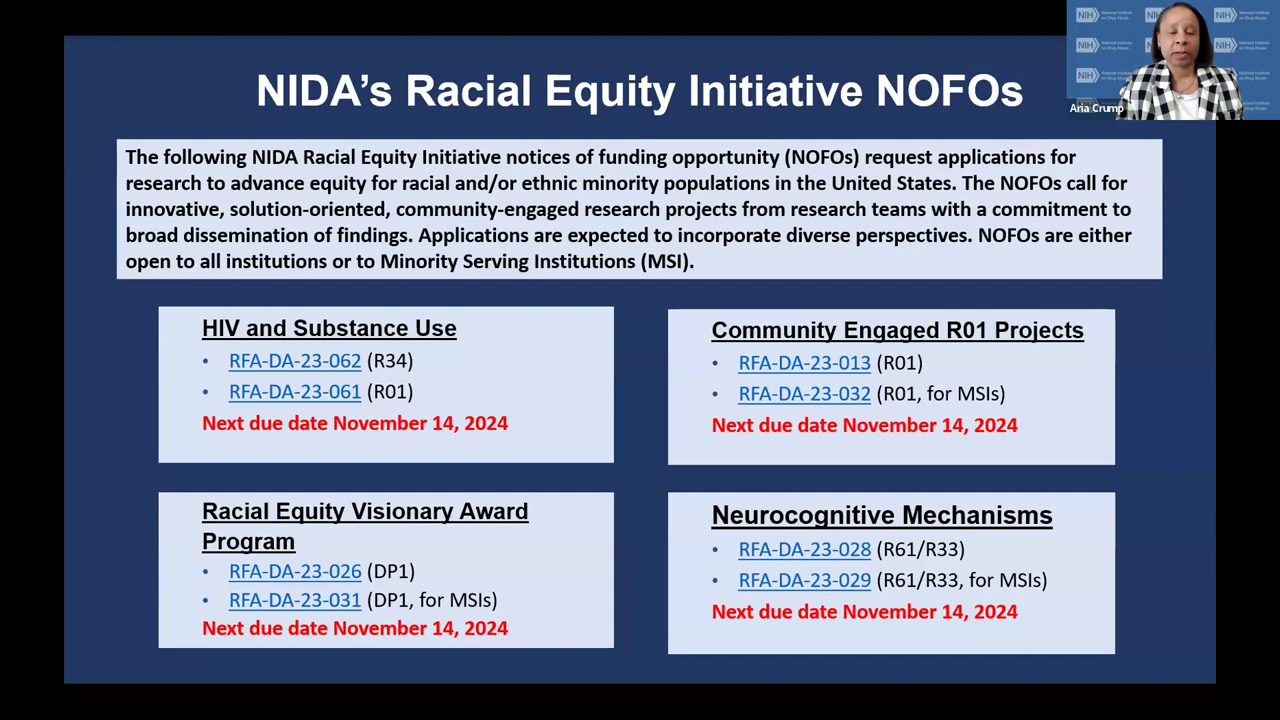 NIDA's Racial Equity Initiative NOFOs
NIH National Institute on Drug Abuse
Aria Crump
The following NIDA Racial Equity Initiative notices of funding opportunity (NOFOs) request applications for
research to advance equity for racial and/or ethnic minority populations in the United States. The NOFOs call for
innovative, solution-oriented, community-engaged research projects from research teams with a commitment to
broad dissemination of findings. Applications are expected to incorporate diverse perspectives. NOFOs are either
open to all institutions or to Minority Serving Institutions (MSI).
HIV and Substance Use
• RFA-DA-23-062 (R34)
• RFA-DA-23-061 (R01)
Next due date November 14, 2024
Community Engaged R01 Projects
• RFA-DA-23-013 (R01)
• RFA-DA-23-032 (R01, for MSIs)
Next due date November 14, 2024
Racial Equity Visionary Award
Program
• RFA-DA-23-026 (DP1)
• RFA-DA-23-031 (DP1, for MSIs)
Next due date November 14, 2024
Neurocognitive Mechanisms
• RFA-DA-23-028 (R61/R33)
• RFA-DA-23-029 (R61/R33, for MSIs)
Next due date November 14, 2024